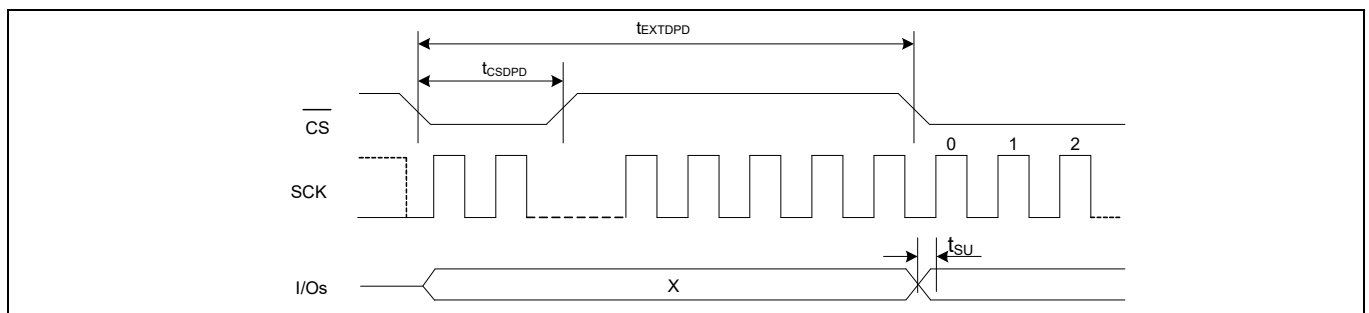 tEXTDPD
tCSDPD
CS
0 1 2
SCK
tSU
I/Os
X